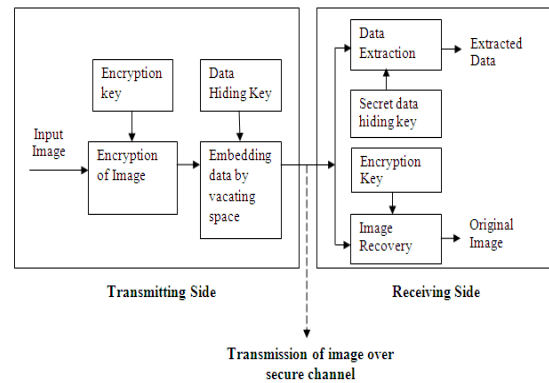 Encryption
key
Data
Hiding Key
Input
Image
Encryption
of Image
Embedding
data by
vacating
space
Transmitting Side
Data
Extraction
Extracted
Data
Secret data
hiding key
Encryption
Key
Image
Recovery
Original
Image
Receiving Side
Transmission of image over
secure channel